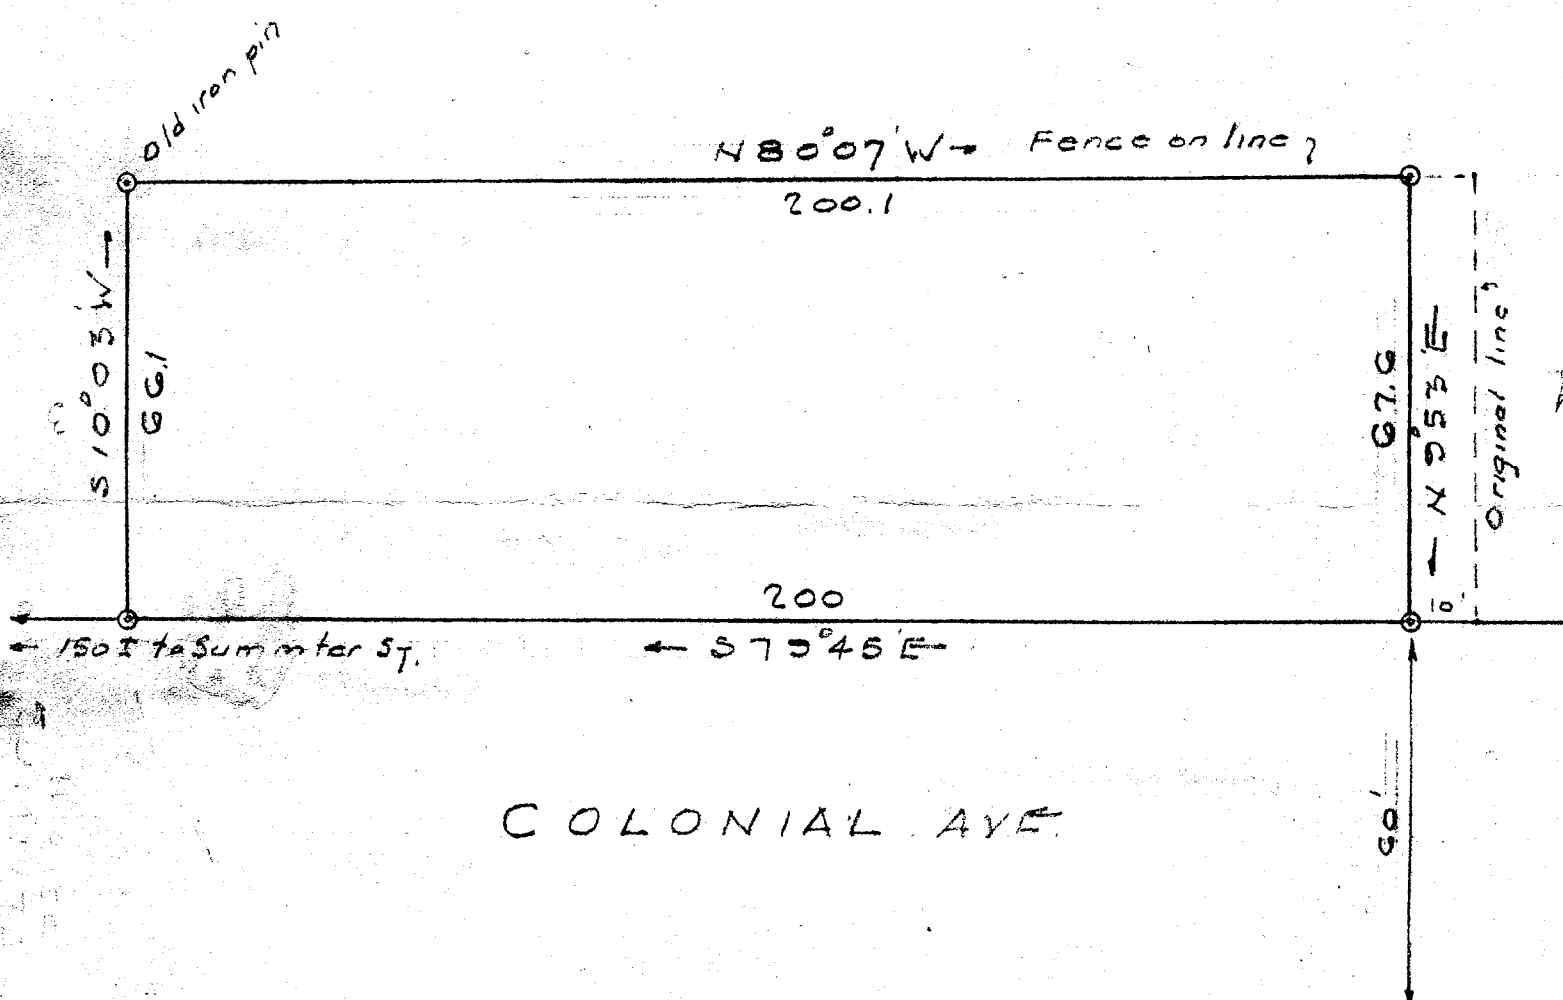 Old iron pin
N 80°07' W Fence on line
200.1
S 10°03' W
66.1
67.6
N 9°53' E
original line
10'
200
150 ± to Summter St.
S 79°45' E
60'
COLONIAL AVE.